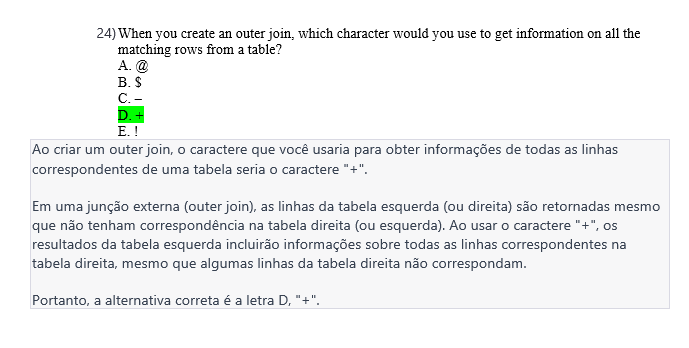 24) When you create an outer join, which character would you use to get information on all the
matching rows from a table?
A. @
B. $
C. –
D. +
E. !
Ao criar um outer join, o caractere que você usaria para obter informações de todas as linhas
correspondentes de uma tabela seria o caractere "+".
Em uma junção externa (outer join), as linhas da tabela esquerda (ou direita) são retornadas mesmo
que não tenham correspondência na tabela direita (ou esquerda). Ao usar o caractere "+", os
resultados da tabela esquerda incluirão informações sobre todas as linhas correspondentes na
tabela direita, mesmo que algumas linhas da tabela direita não correspondam.
Portanto, a alternativa correta é a letra D, "+".